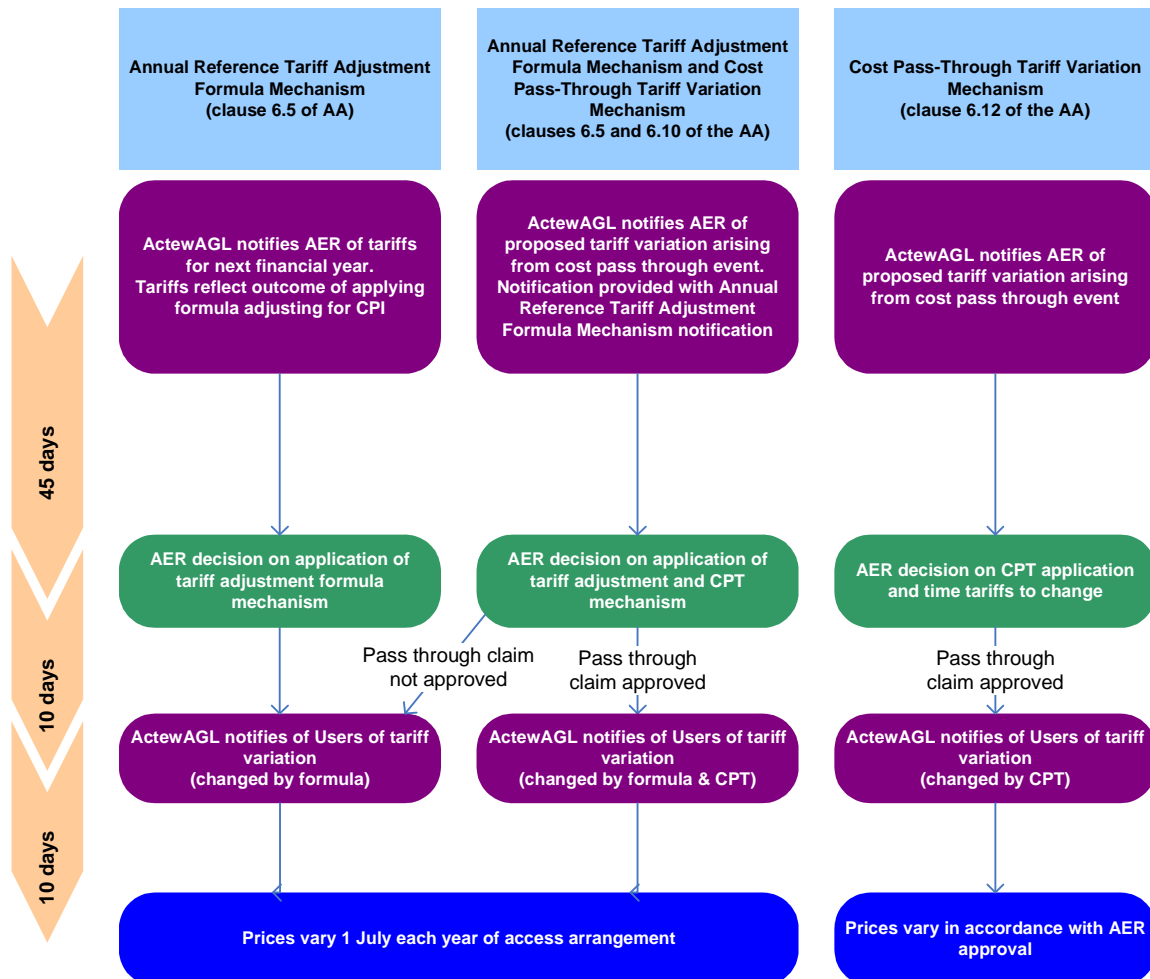 Annual Reference Tariff Adjustment
Formula Mechanism
(clause 6.5 of AA)
Annual Reference Tariff Adjustment
Formula Mechanism and Cost
Pass-Through Tariff Variation
Mechanism
(clauses 6.5 and 6.10 of the AA)
Cost Pass-Through Tariff Variation
Mechanism
(clause 6.12 of the AA)
ActewAGL notifies AER of tariffs
for next financial year.
Tariffs reflect outcome of applying
formula adjusting for CPI
ActewAGL notifies AER of
proposed tariff variation arising
from cost pass through event.
Notification provided with Annual
Reference Tariff Adjustment
Formula Mechanism notification
ActewAGL notifies AER of
proposed tariff variation arising
from cost pass through event
45 days
AER decision on application of
tariff adjustment formula
mechanism
AER decision on application of
tariff adjustment and CPT
mechanism
AER decision on CPT application
and time tariffs to change
Pass through claim
not approved
Pass through
claim approved
Pass through
claim approved
10 days
ActewAGL notifies of Users of tariff
variation
(changed by formula)
ActewAGL notifies of Users of tariff
variation
(changed by formula & CPT)
ActewAGL notifies of Users of tariff
variation
(changed by CPT)
10 days
Prices vary 1 July each year of access arrangement
Prices vary in accordance with AER
approval